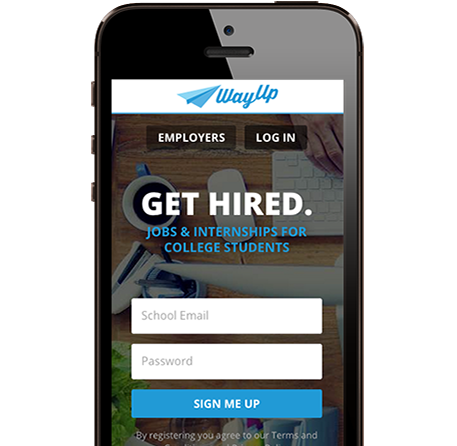 WayUp
EMPLOYERS LOG IN
GET HIRED.
JOBS & INTERNSHIPS FOR
COLLEGE STUDENTS
School Email
Password
SIGN ME UP
By registering you agree to our Terms and